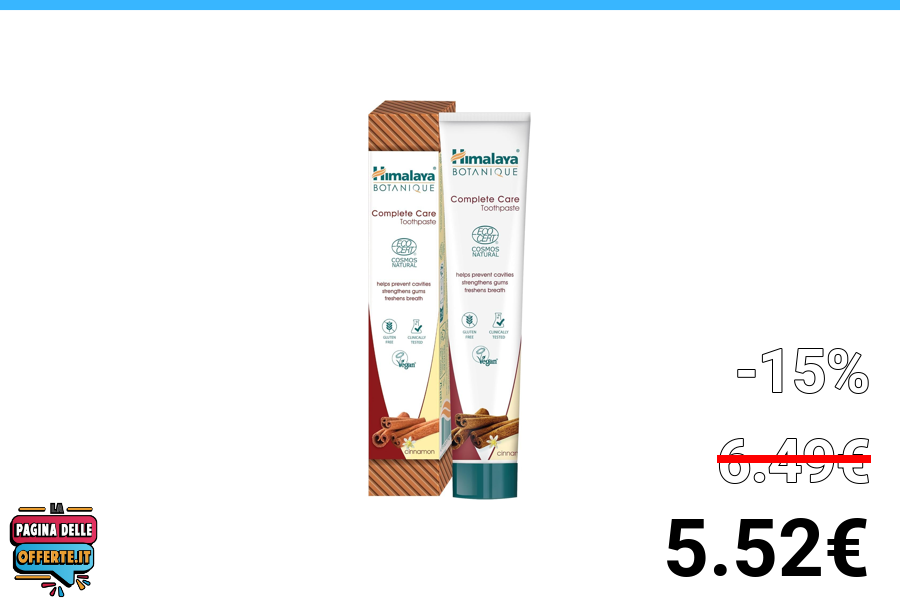 Himalaya
BOTANIQUE
Complete Care
Toothpaste
ECO
CERT
COSMOS
NATURAL
helps prevent cavities
strengthens gums
freshens breath
GLUTEN
FREE
CLINICALLY
TESTED
Vegan
cinnamon
Himalaya
BOTANIQUE
Complete Care
Toothpaste
ECO
CERT
COSMOS
NATURAL
helps prevent cavities
strengthens gums
freshens breath
GLUTEN
FREE
CLINICALLY
TESTED
Vegan
cinnamon
-15%
6.49€
5.52€
LA
PAGINA DELLE
OFFERTE.IT